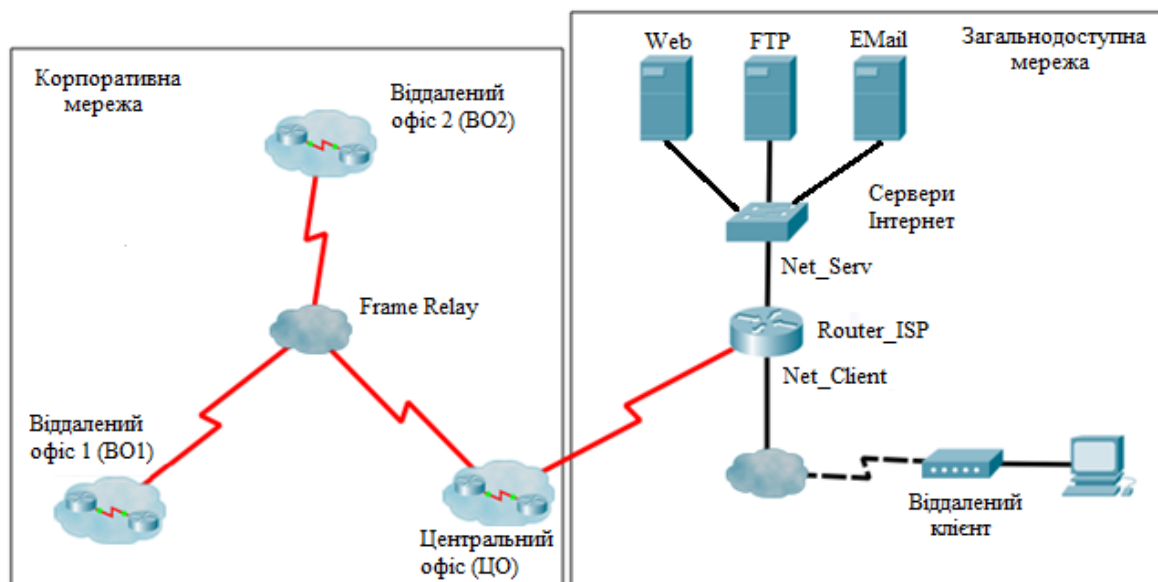 Корпоративна
мережа
Віддалений
офіс 2 (ВО2)
Frame Relay
Віддалений
офіс 1 (ВО1)
Центральний
офіс (ЦО)
Web FTP EMail
Загальнодоступна
мережа
Сервери
Інтернет
Net_Serv
Router_ISP
Net_Client
Віддалений
клієнт